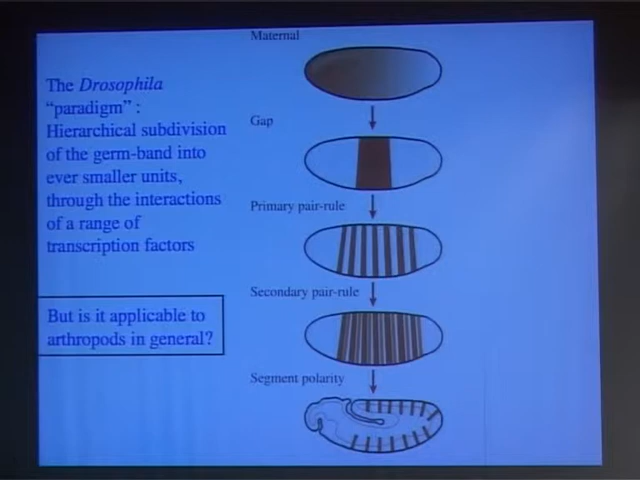 Maternal
The Drosophila
“paradigm” :
Hierarchical subdivision
of the germ-band into
ever smaller units,
through the interactions
of a range of
transcription factors
But is it applicable to
arthropods in general?
Gap
Primary pair-rule
Secondary pair-rule
Segment polarity